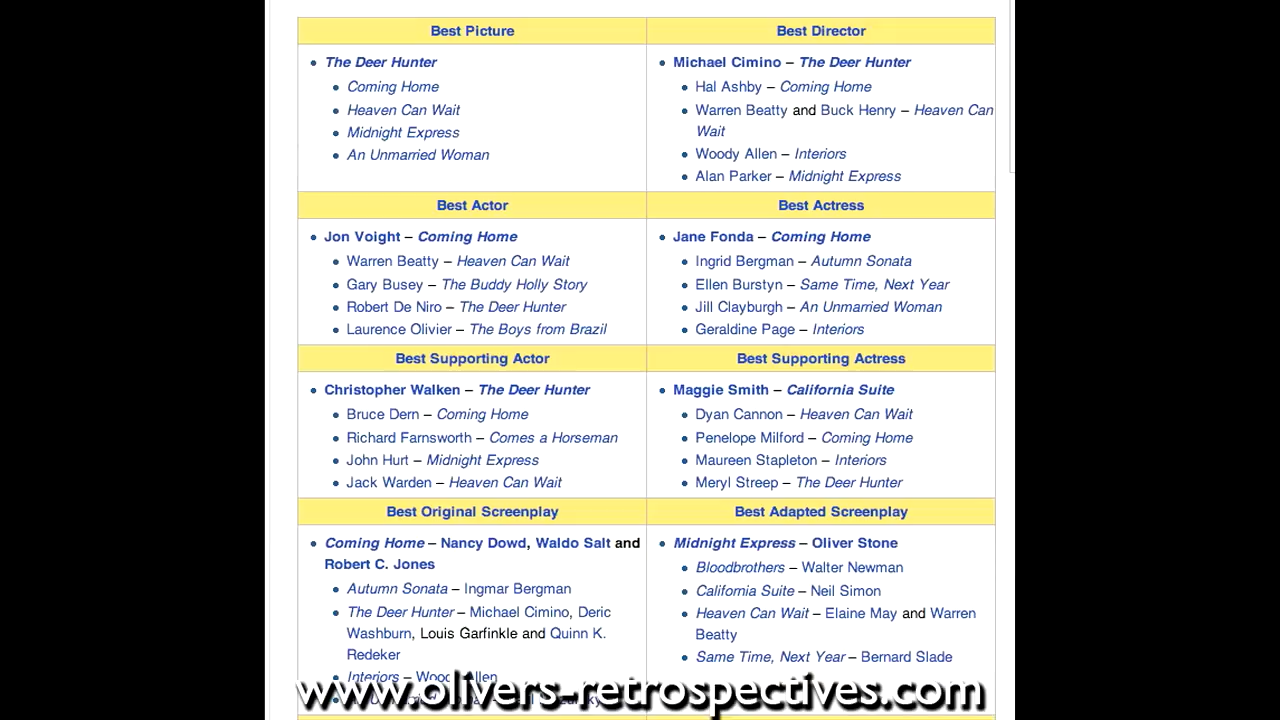 Best Picture
The Deer Hunter
Coming Home
Heaven Can Wait
Midnight Express
An Unmarried Woman
Best Director
Michael Cimino – The Deer Hunter
Hal Ashby – Coming Home
Warren Beatty and Buck Henry – Heaven Can
Wait
Woody Allen – Interiors
Alan Parker – Midnight Express
Best Actor
Jon Voight – Coming Home
Warren Beatty – Heaven Can Wait
Gary Busey – The Buddy Holly Story
Robert De Niro – The Deer Hunter
Laurence Olivier – The Boys from Brazil
Best Actress
Jane Fonda – Coming Home
Ingrid Bergman – Autumn Sonata
Ellen Burstyn – Same Time, Next Year
Jill Clayburgh – An Unmarried Woman
Geraldine Page – Interiors
Best Supporting Actor
Christopher Walken – The Deer Hunter
Bruce Dern – Coming Home
Richard Farnsworth – Comes a Horseman
John Hurt – Midnight Express
Jack Warden – Heaven Can Wait
Best Supporting Actress
Maggie Smith – California Suite
Dyan Cannon – Heaven Can Wait
Penelope Milford – Coming Home
Maureen Stapleton – Interiors
Meryl Streep – The Deer Hunter
Best Original Screenplay
Coming Home – Nancy Dowd, Waldo Salt and
Robert C. Jones
Autumn Sonata – Ingmar Bergman
The Deer Hunter – Michael Cimino, Deric
Washburn, Louis Garfinkle and Quinn K.
Redeker
Interiors – Woody Allen
Best Adapted Screenplay
Midnight Express – Oliver Stone
Bloodbrothers – Walter Newman
California Suite – Neil Simon
Heaven Can Wait – Elaine May and Warren
Beatty
Same Time, Next Year – Bernard Slade
www.olivers-retrospectives.com